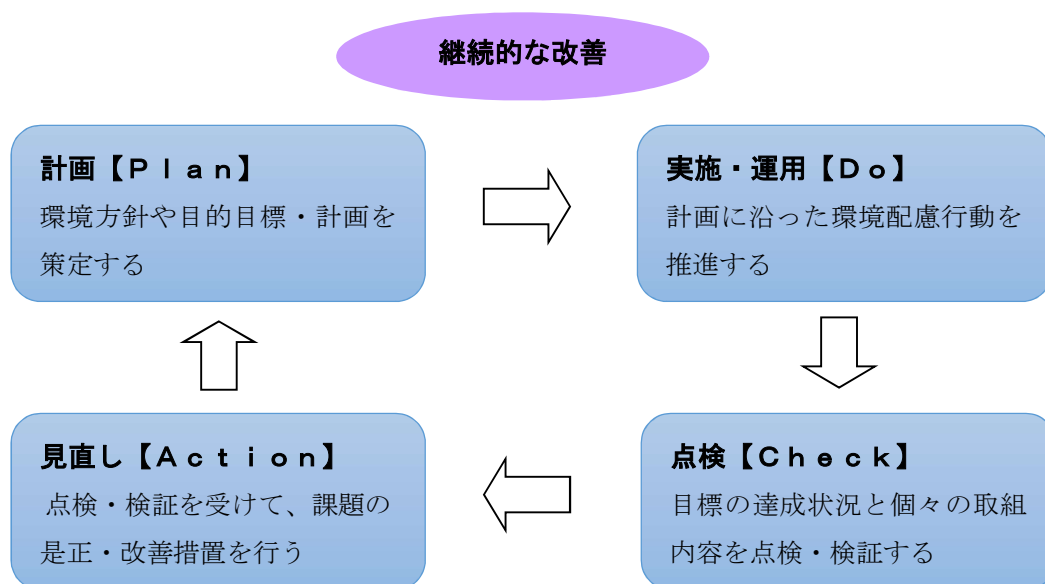 継続的な改善
計画【Ｐｌａｎ】
環境方針や目的目標・計画を
策定する
実施・運用【Ｄｏ】
計画に沿った環境配慮行動を
推進する
見直し【Ａｃｔｉｏｎ】
点検・検証を受けて、課題の
是正・改善措置を行う
点検【Ｃｈｅｃｋ】
目標の達成状況と個々の取組
内容を点検・検証する